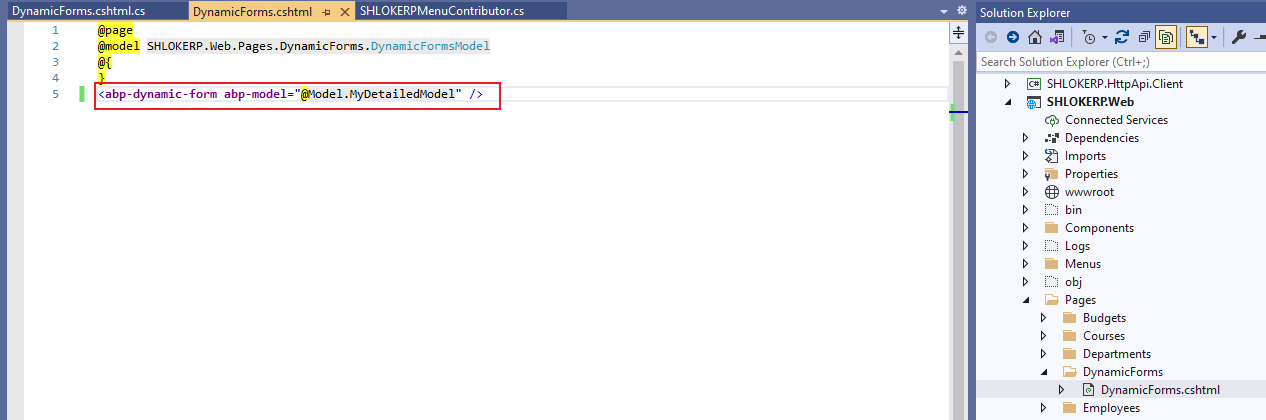 DynamicForms.cshtml.cs
DynamicForms.cshtml
SHLOKERPMenuContributor.cs
1 @page
2 @model SHLOKERP.Web.Pages.DynamicForms.DynamicFormsModel
3 @{
4 }
5 <abp-dynamic-form abp-model="@Model.MyDetailedModel" />
Solution Explorer
Search Solution Explorer (Ctrl+;)
C# SHLOKERP.HttpApi.Client
SHLOKERP.Web
Connected Services
Dependencies
Imports
Properties
wwwroot
bin
Components
Logs
Menus
obj
Pages
Budgets
Courses
Departments
DynamicForms
DynamicForms.cshtml
Employees